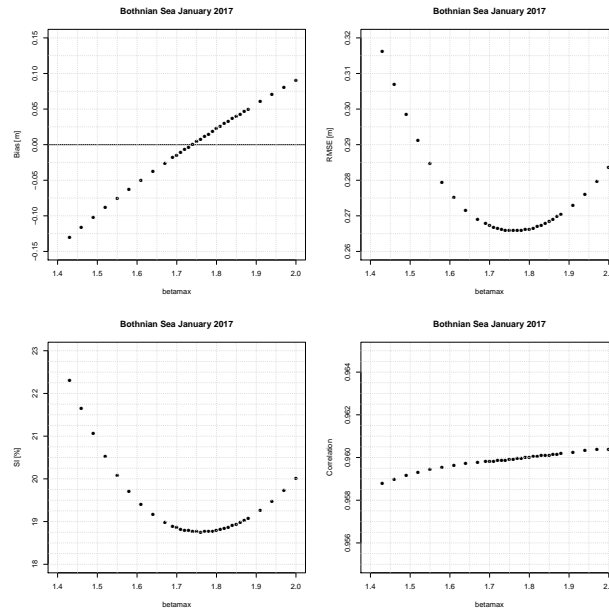 Bothnian Sea January 2017
Bias [m]
0.15
0.10
0.05
0.00
−0.05
−0.10
−0.15
1.4 1.5 1.6 1.7 1.8 1.9 2.0
betamax
Bothnian Sea January 2017
RMSE [m]
0.32
0.31
0.30
0.29
0.28
0.27
0.26
1.4 1.5 1.6 1.7 1.8 1.9 2.0
betamax
Bothnian Sea January 2017
SI [%]
23
22
21
20
19
18
1.4 1.5 1.6 1.7 1.8 1.9 2.0
betamax
Bothnian Sea January 2017
Correlation
0.964
0.962
0.960
0.958
0.956
1.4 1.5 1.6 1.7 1.8 1.9 2.0
betamax